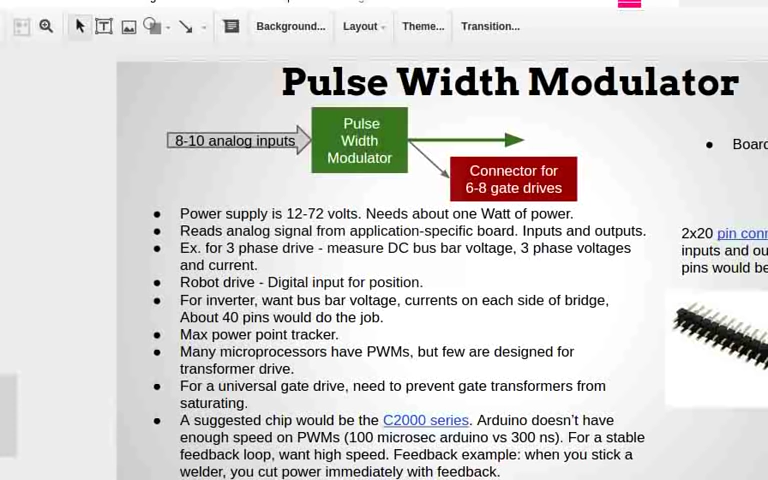 Background...
Layout
Theme...
Transition...
Pulse Width Modulator
8-10 analog inputs
Pulse
Width
Modulator
Connector for
6-8 gate drives
● Power supply is 12-72 volts. Needs about one Watt of power.
● Reads analog signal from application-specific board. Inputs and outputs.
● Ex. for 3 phase drive - measure DC bus bar voltage, 3 phase voltages
and current.
● Robot drive - Digital input for position.
● For inverter, want bus bar voltage, currents on each side of bridge,
About 40 pins would do the job.
● Max power point tracker.
● Many microprocessors have PWMs, but few are designed for
transformer drive.
● For a universal gate drive, need to prevent gate transformers from
saturating.
● A suggested chip would be the C2000 series. Arduino doesn't have
enough speed on PWMs (100 microsec arduino vs 300 ns). For a stable
feedback loop, want high speed. Feedback example: when you stick a
welder, you cut power immediately with feedback.
● Board
2x20 pin conn
inputs and ou
pins would be